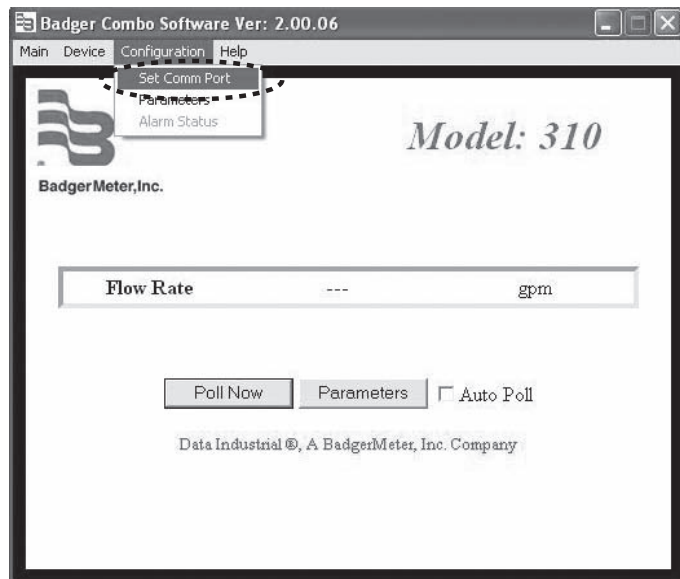 Badger Combo Software Ver: 2.00.06
Main Device Configuration Help
Set Comm Port
Parameters
Alarm Status
Model: 310
BadgerMeter,Inc.
Flow Rate --- gpm
Poll Now Parameters Auto Poll
Data Industrial ®, A BadgerMeter, Inc. Company